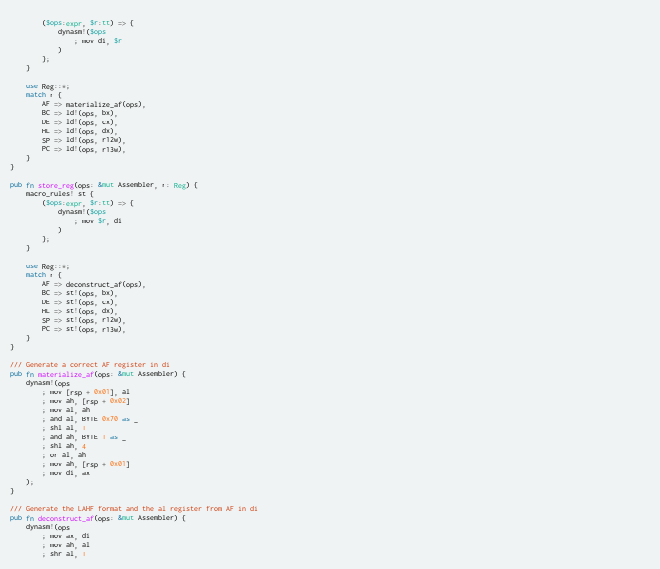 ($ops:expr, $r:tt) => {
dynasm!($ops
; mov di, $r
)
};
}
use Reg::*;
match r {
AF => materialize_af(ops),
BC => ld!(ops, bx),
DE => ld!(ops, cx),
HL => ld!(ops, dx),
SP => ld!(ops, r12w),
PC => ld!(ops, r13w),
}
}
pub fn store_reg(ops: &mut Assembler, r: Reg) {
macro_rules! st {
($ops:expr, $r:tt) => {
dynasm!($ops
; mov $r, di
)
};
}
use Reg::*;
match r {
AF => deconstruct_af(ops),
BC => st!(ops, bx),
DE => st!(ops, cx),
HL => st!(ops, dx),
SP => st!(ops, r12w),
PC => st!(ops, r13w),
}
}
/// Generate a correct AF register in di
pub fn materialize_af(ops: &mut Assembler) {
dynasm!(ops
; mov [rsp + 0x01], al
; mov ah, [rsp + 0x02]
; mov al, ah
; and al, BYTE 0x70 as _
; shl al, 1
; and ah, BYTE 1 as _
; shl ah, 4
; or al, ah
; mov ah, [rsp + 0x01]
; mov di, ax
);
}
/// Generate the LAHF format and the al register from AF in di
pub fn deconstruct_af(ops: &mut Assembler) {
dynasm!(ops
; mov ax, di
; mov ah, al
; shr al, 1